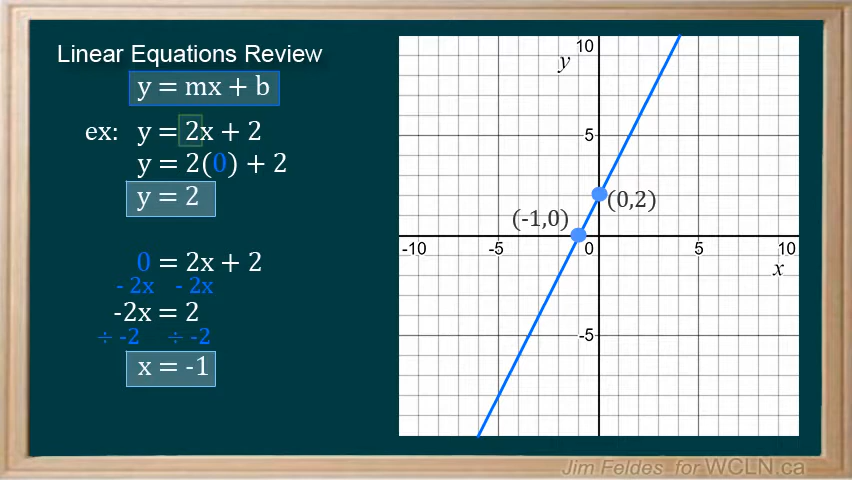 Linear Equations Review
y = mx + b
ex: y = 2x + 2
y = 2(0) + 2
y = 2
0 = 2x + 2
- 2x - 2x
-2x = 2
÷ -2 ÷ -2
x = -1
10
y
5
(0,2)
(-1,0)
-10 -5 0 5 10
x
-5
Jim Feldes for WCLN.ca